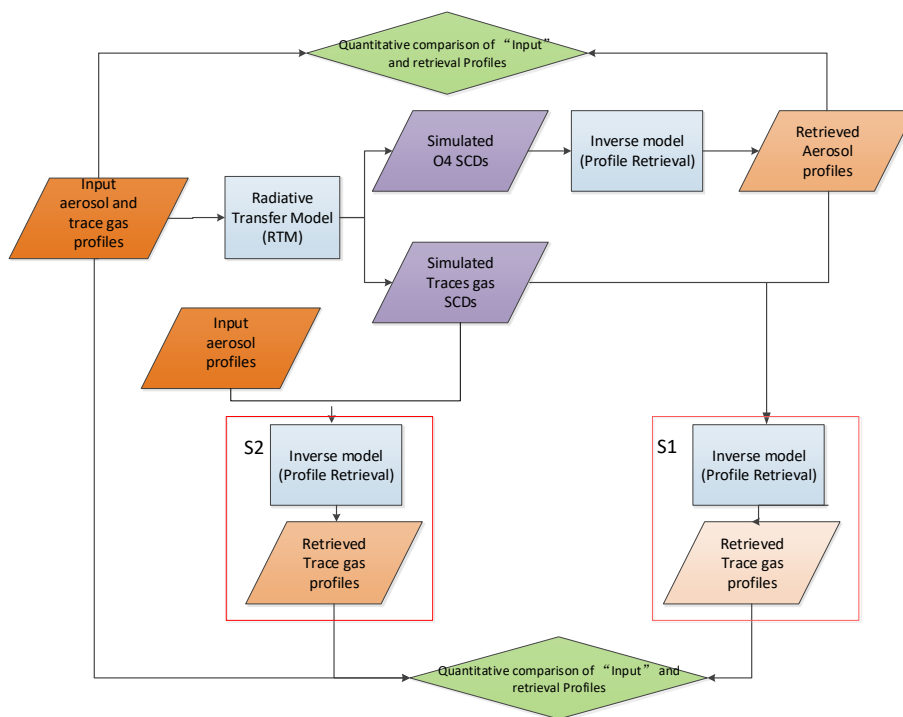 Quantitative comparison of “Input”
and retrieval Profiles
Simulated
O4 SCDs
Inverse model
(Profile Retrieval)
Retrieved
Aerosol
profiles
Input
aerosol and
trace gas
profiles
Radiative
Transfer Model
(RTM)
Simulated
Traces gas
SCDs
Input
aerosol
profiles
S2
Inverse model
(Profile Retrieval)
S1
Inverse model
(Profile Retrieval)
Retrieved
Trace gas
profiles
Retrieved
Trace gas
profiles
Quantitative comparison of “Input” and
retrieval Profiles